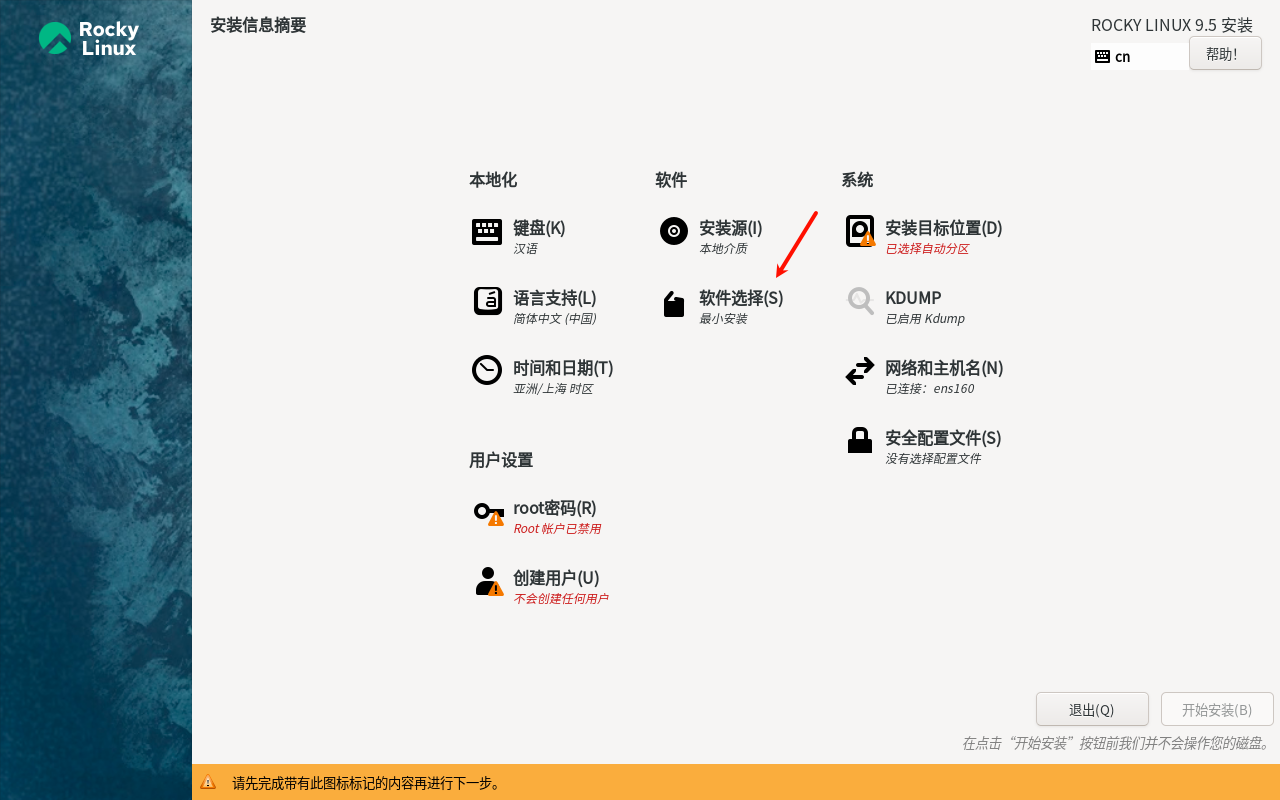 Rocky
Linux
安装信息摘要
ROCKY LINUX 9.5 安装
cn
帮助！
本地化
键盘(K)
汉语
语言支持(L)
简体中文 (中国)
时间和日期(T)
亚洲/上海 时区
软件
安装源(I)
本地介质
软件选择(S)
最小安装
系统
安装目标位置(D)
已选择自动分区
KDUMP
已启用 Kdump
网络和主机名(N)
已连接：ens160
安全配置文件(S)
没有选择配置文件
用户设置
root密码(R)
Root 帐户已禁用
创建用户(U)
不会创建任何用户
退出(Q)
开始安装(B)
在点击“开始安装”按钮前我们并不会操作您的磁盘。
请先完成带有此图标标记的内容再进行下一步。